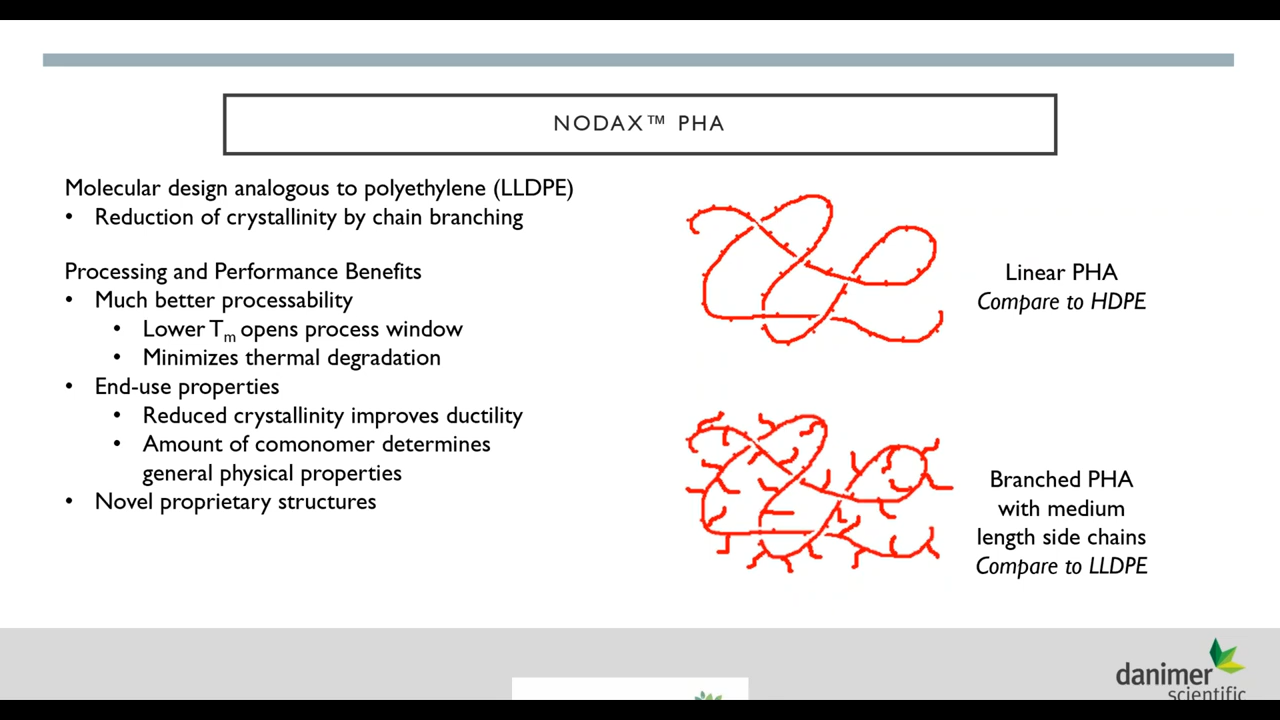 NODAX™ PHA
Molecular design analogous to polyethylene (LLDPE)
• Reduction of crystallinity by chain branching
Processing and Performance Benefits
• Much better processability
• Lower Tm opens process window
• Minimizes thermal degradation
• End-use properties
• Reduced crystallinity improves ductility
• Amount of comonomer determines
general physical properties
• Novel proprietary structures
Linear PHA
Compare to HDPE
Branched PHA
with medium
length side chains
Compare to LLDPE
danimer
scientific